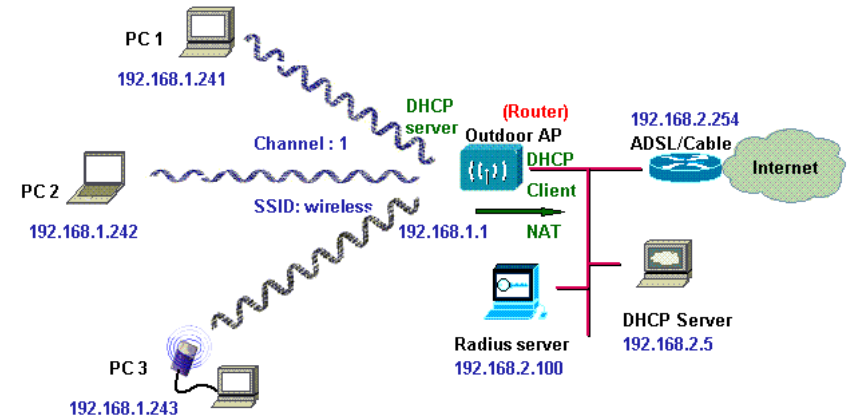 PC 1
192.168.1.241
DHCP
server
(Router)
Outdoor AP
192.168.2.254
ADSL/Cable
Channel : 1
DHCP
Internet
PC 2
Client
SSID: wireless
192.168.1.242
192.168.1.1
NAT
DHCP Server
192.168.2.5
Radius server
192.168.2.100
PC 3
192.168.1.243